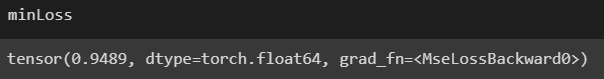 minLoss
tensor(0.9489, dtype=torch.float64, grad_fn=<MseLossBackward0>)